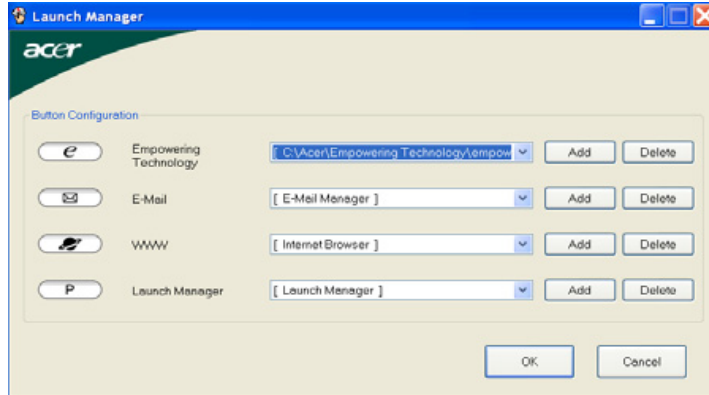 Launch Manager
acer
Button Configuration
e Empowering Technology [ C:\Acer\Empowering Technology\empow Add Delete
E-Mail [ E-Mail Manager ] Add Delete
WWW [ Internet Browser ] Add Delete
P Launch Manager [ Launch Manager ] Add Delete
OK Cancel